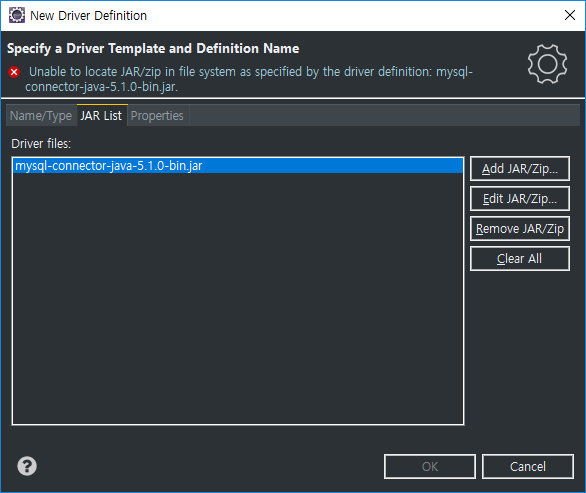 New Driver Definition
Specify a Driver Template and Definition Name
Unable to locate JAR/zip in file system as specified by the driver definition: mysql-
connector-java-5.1.0-bin.jar.
Name/Type JAR List Properties
Driver files:
mysql-connector-java-5.1.0-bin.jar
Add JAR/Zip...
Edit JAR/Zip...
Remove JAR/Zip
Clear All
OK Cancel